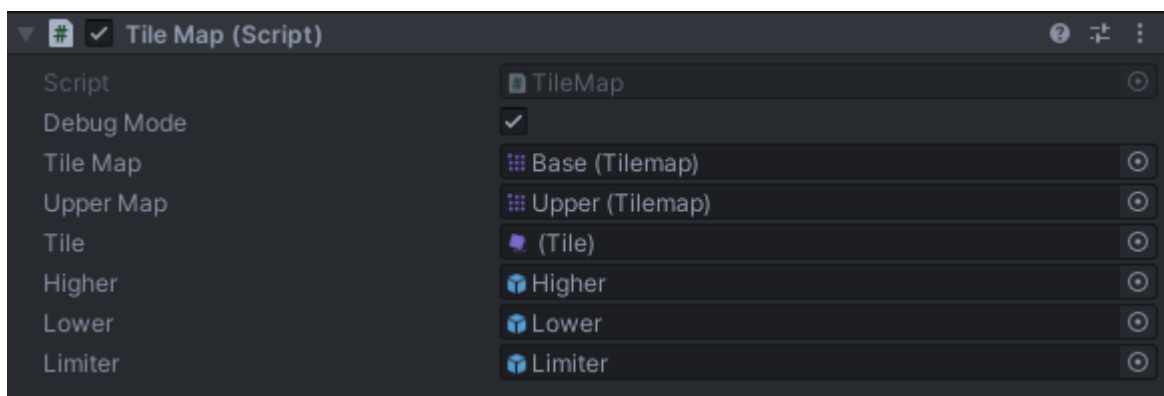 Tile Map (Script)
Script TileMap
Debug Mode
Tile Map Base (Tilemap)
Upper Map Upper (Tilemap)
Tile (Tile)
Higher Higher
Lower Lower
Limiter Limiter